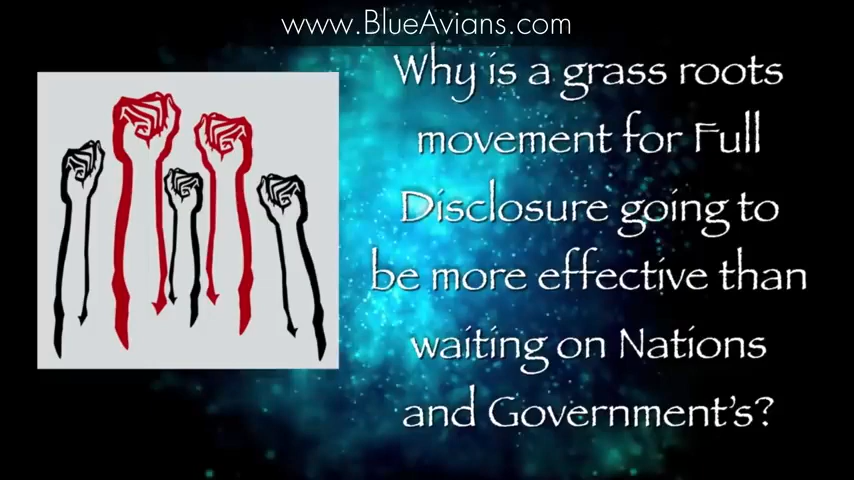 www.BlueAvians.com
Why is a grass roots
movement for Full
Disclosure going to
be more effective than
waiting on Nations
and Government's?